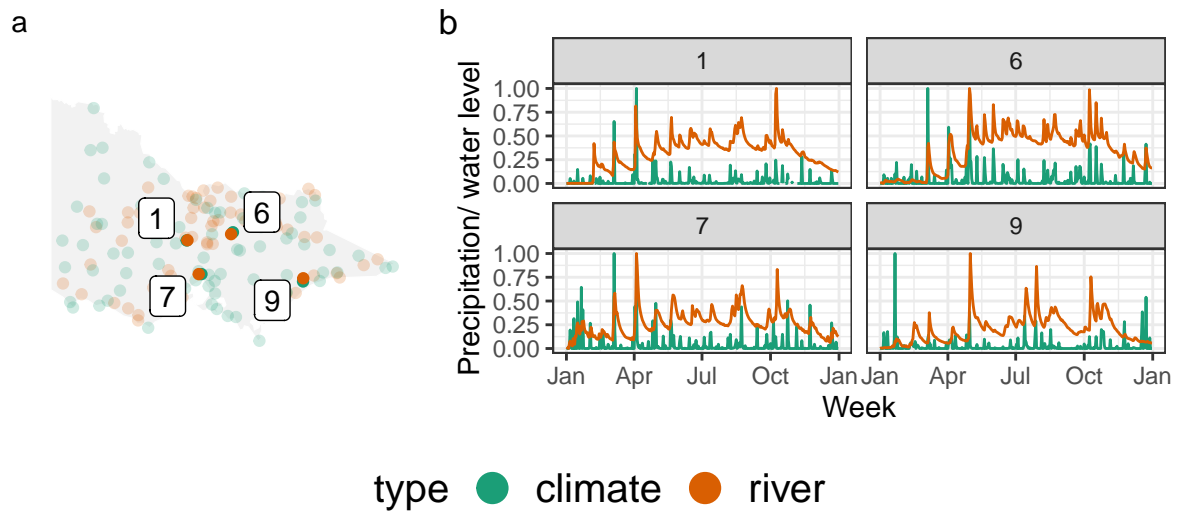 a
1
6
7
9
b
Precipitation/ water level
1
6
1.00
0.75
0.50
0.25
0.00
7
9
1.00
0.75
0.50
0.25
0.00
Jan Apr Jul Oct Jan
Jan Apr Jul Oct Jan
Week
type climate river